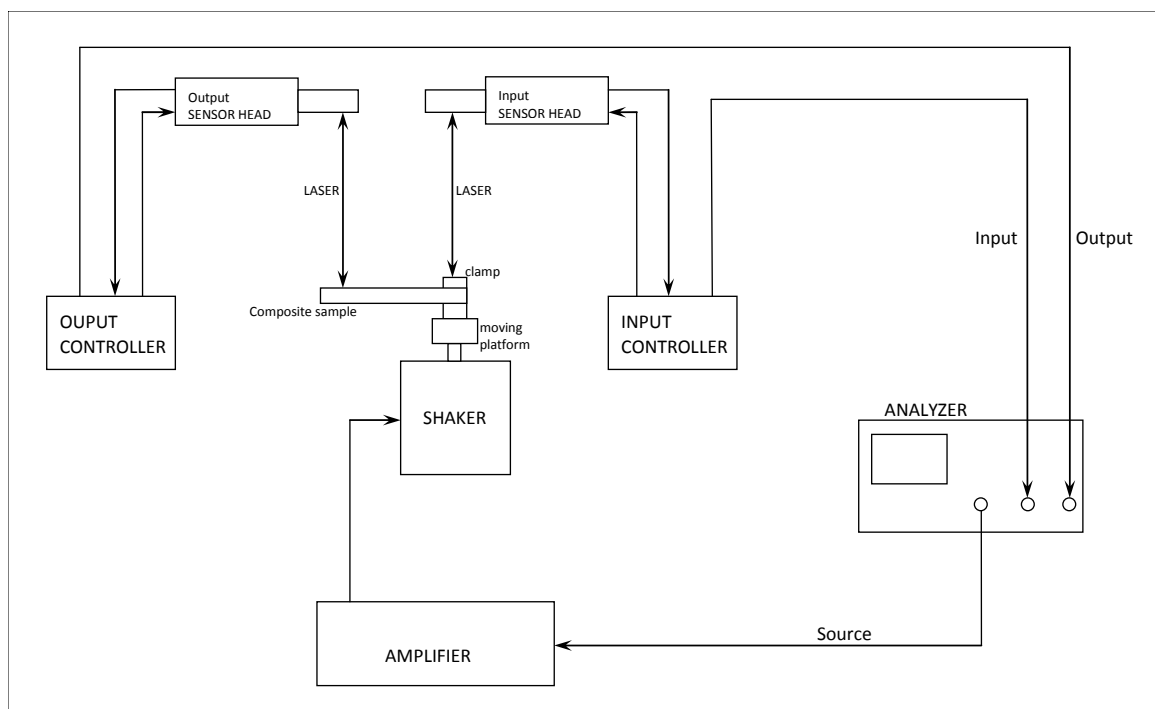 Output
SENSOR HEAD
Input
SENSOR HEAD
LASER
LASER
Input
Output
clamp
Composite sample
OUPUT
CONTROLLER
moving
platform
INPUT
CONTROLLER
SHAKER
ANALYZER
Source
AMPLIFIER